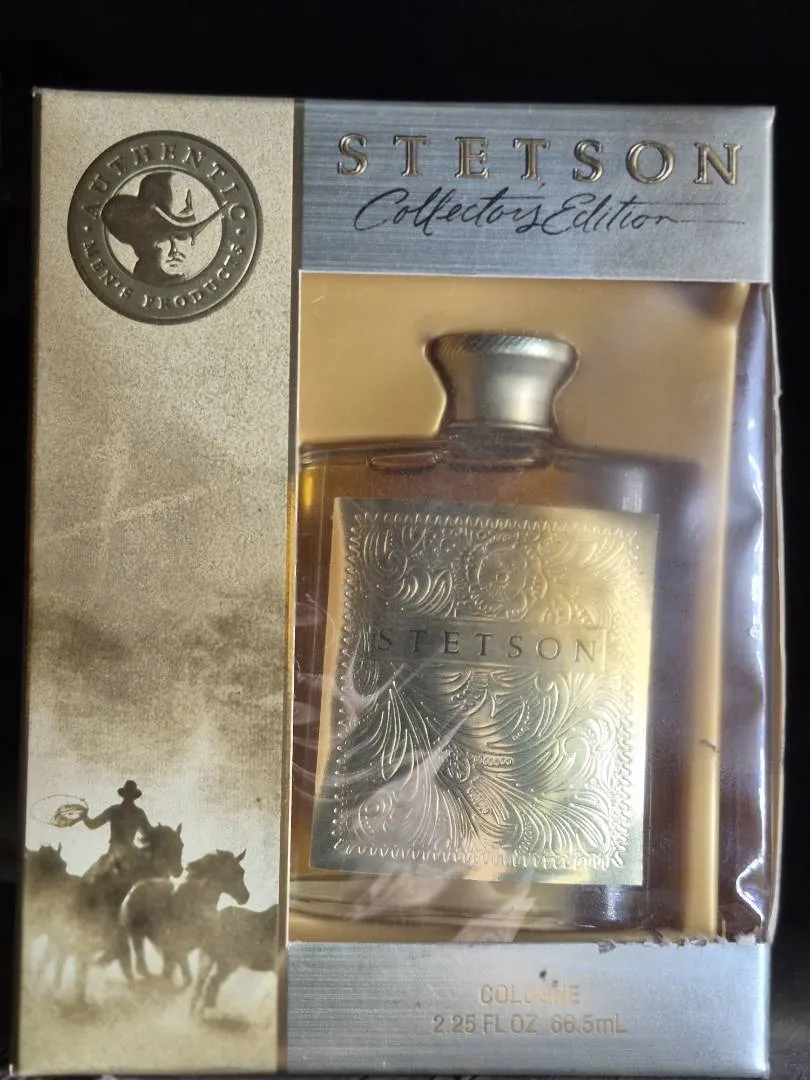 AUTHENTIC
· MEN'S PRODUCTS ·
STETSON
Collector's Edition
STETSON
COLOGNE
2.25 FL OZ 66.5mL